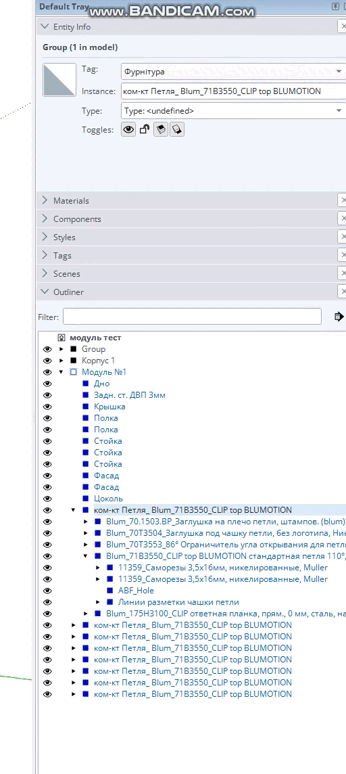 Default Tray
www.BANDICAM.com
Entity Info
Group (1 in model)
Tag:
Фурнітура
Instance:
ком-кт Петля_ Blum_71B3550_CLIP top BLUMOTION
Type:
Type: <undefined>
Toggles:
Materials
Components
Styles
Tags
Scenes
Outliner
Filter:
модуль тест
Group
Корпус 1
Модуль №1
Дно
Задн. ст. ДВП 3мм
Крышка
Полка
Полка
Стойка
Стойка
Стойка
Фасад
Фасад
Цоколь
ком-кт Петля_ Blum_71B3550_CLIP top BLUMOTION
Blum_70.1503.BP_Заглушка на плечо петли, штампов. (blum)
Blum_70T3504_Заглушка под чашку петли, без логотипа, Ни
Blum_70T3553_86° Ограничитель угла открывания для петл
Blum_71B3550_CLIP top BLUMOTION стандартная петля 110°,
11359_Саморезы 3,5х16мм, никелированные, Muller
11359_Саморезы 3,5х16мм, никелированные, Muller
ABF_Hole
Линии разметки чашки петли
Blum_175H3100_CLIP ответная планка, прям., 0 мм, сталь, на
ком-кт Петля_ Blum_71B3550_CLIP top BLUMOTION
ком-кт Петля_ Blum_71B3550_CLIP top BLUMOTION
ком-кт Петля_ Blum_71B3550_CLIP top BLUMOTION
ком-кт Петля_ Blum_71B3550_CLIP top BLUMOTION
ком-кт Петля_ Blum_71B3550_CLIP top BLUMOTION
ком-кт Петля_ Blum_71B3550_CLIP top BLUMOTION
ком-кт Петля_ Blum_71B3550_CLIP top BLUMOTION